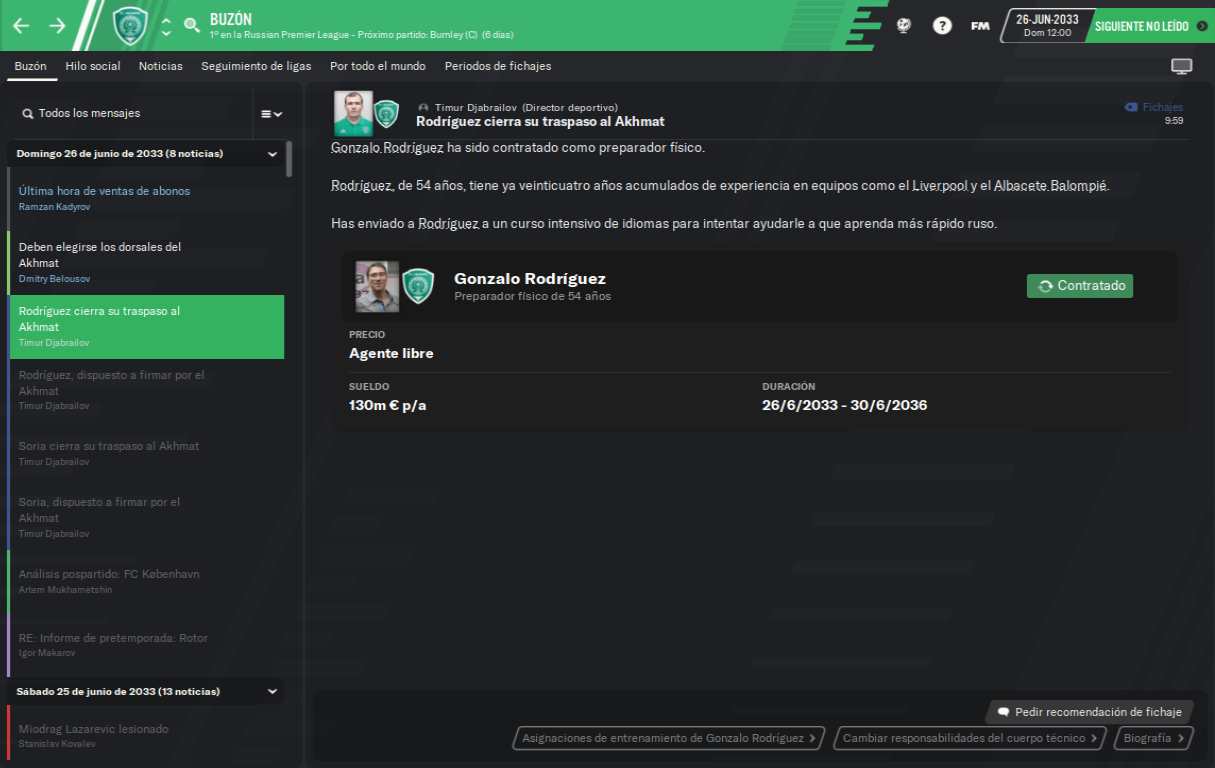 BUZÓN
1º en la Russian Premier League - Próximo partido: Burnley (C) (6 días)
FM
26-JUN-2033
Dom 12:00
SIGUIENTE NO LEÍDO
Buzón
Hilo social
Noticias
Seguimiento de ligas
Por todo el mundo
Periodos de fichajes
Todos los mensajes
Domingo 26 de junio de 2033 (8 noticias)
Última hora de ventas de abonos
Ramzan Kadyrov
Deben elegirse los dorsales del
Akhmat
Dmitry Belousov
Rodríguez cierra su traspaso al
Akhmat
Timur Djabrailov
Rodríguez, dispuesto a firmar por el
Akhmat
Timur Djabrailov
Soria cierra su traspaso al Akhmat
Timur Djabrailov
Soria, dispuesto a firmar por el
Akhmat
Timur Djabrailov
Análisis pospartido: FC København
Artem Mukhametshin
RE: Informe de pretemporada: Rotor
Igor Makarov
Sábado 25 de junio de 2033 (13 noticias)
Miodrag Lazarevic lesionado
Stanislav Kovalev
Timur Djabrailov (Director deportivo)
Rodríguez cierra su traspaso al Akhmat
Fichajes
9:59
Gonzalo Rodríguez ha sido contratado como preparador físico.
Rodríguez, de 54 años, tiene ya veinticuatro años acumulados de experiencia en equipos como el Liverpool y el Albacete Balompié.
Has enviado a Rodríguez a un curso intensivo de idiomas para intentar ayudarle a que aprenda más rápido ruso.
Gonzalo Rodríguez
Preparador físico de 54 años
Contratado
PRECIO
Agente libre
SUELDO
130m € p/a
DURACIÓN
26/6/2033 - 30/6/2036
Pedir recomendación de fichaje
Asignaciones de entrenamiento de Gonzalo Rodríguez
Cambiar responsabilidades del cuerpo técnico
Biografía